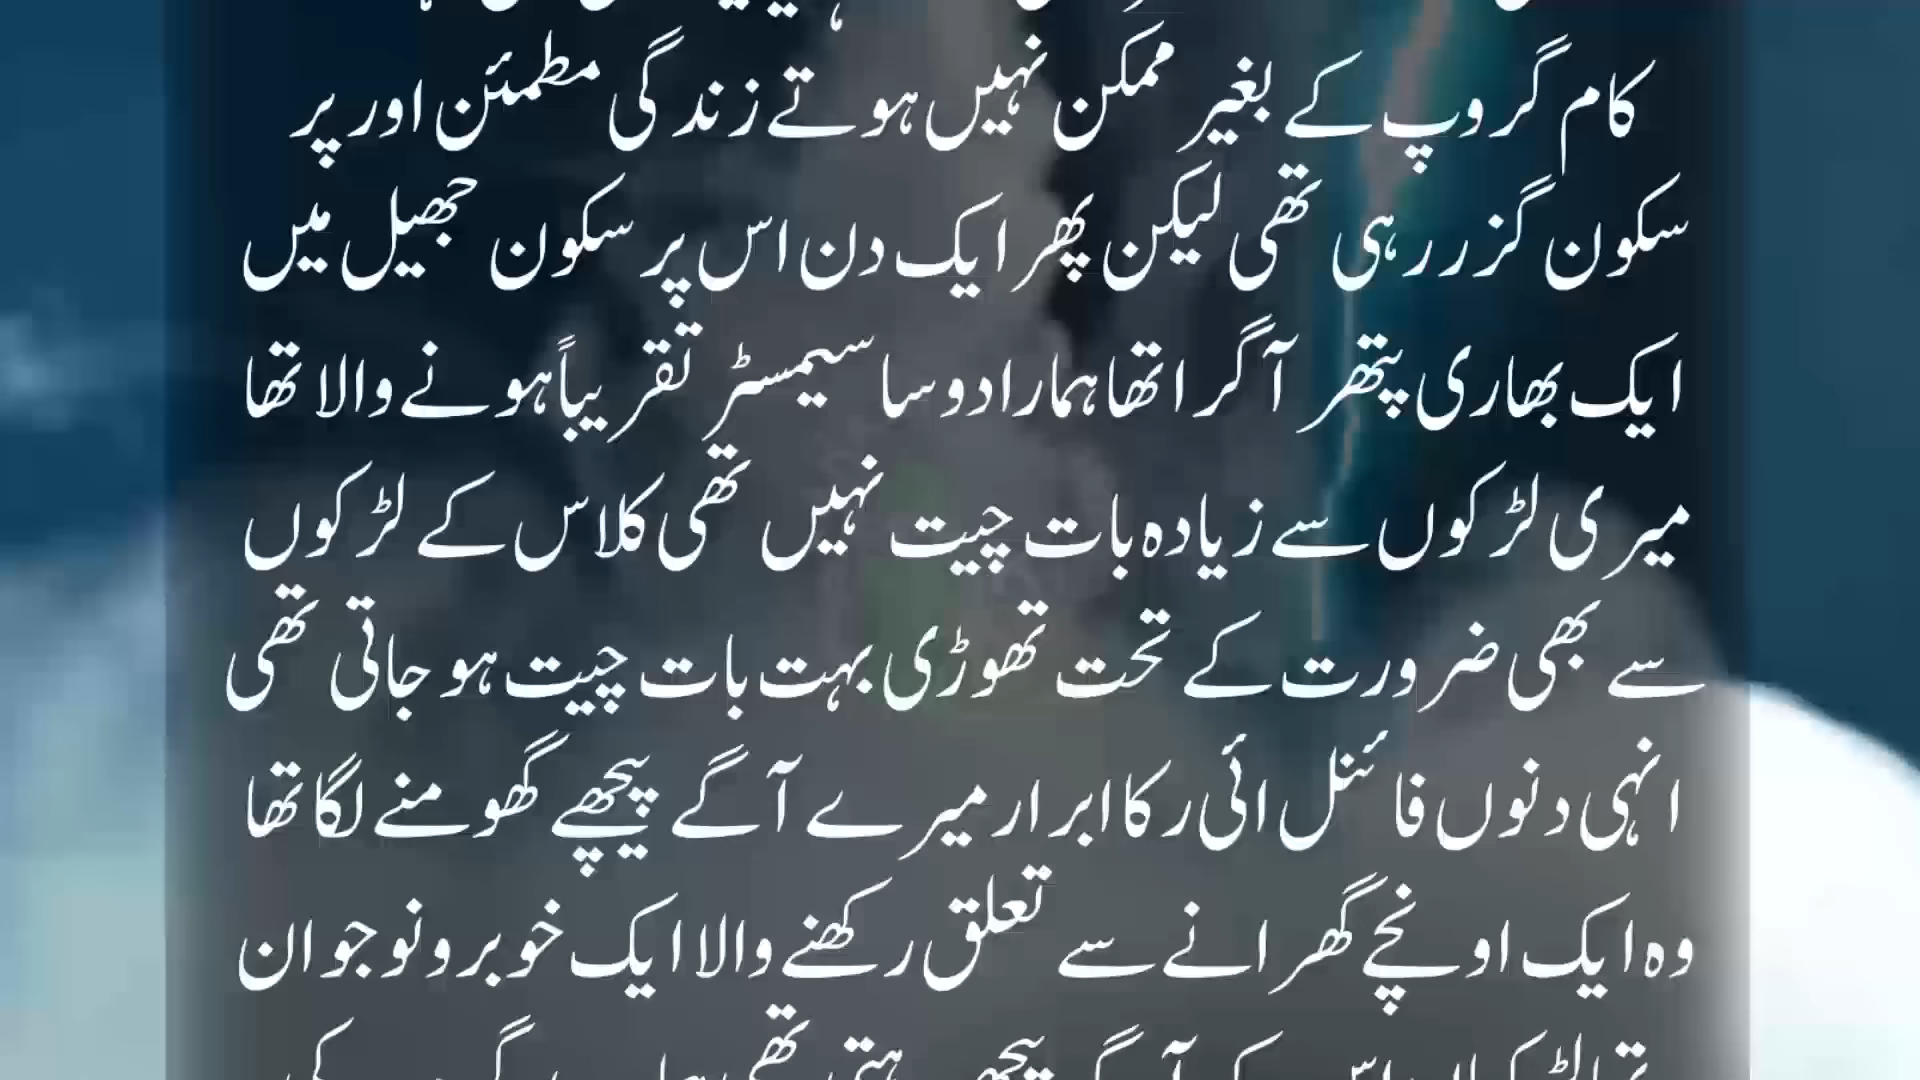 کام گروپ کے بغیر ممکن نہیں ہوتے زندگی مطمئن اور پر
سکون گزر رہی تھی لیکن پھر ایک دن اس پر سکون جھیل میں
ایک بھاری پتھر آگرا تھا ہمارا دوسا سیمسٹر تقریباً ہونے والا تھا
میری لڑکوں سے زیادہ بات چیت نہیں تھی کلاس کے لڑکوں
سے بھی ضرورت کے تحت تھوڑی بہت بات چیت ہو جاتی تھی
انہی دنوں فائنل ائی ر کا ابرار میرے آگے پیچھے گھومنے لگا تھا
وہ ایک اونچے گھرانے سے تعلق رکھنے والا ایک خوبرو نوجوان